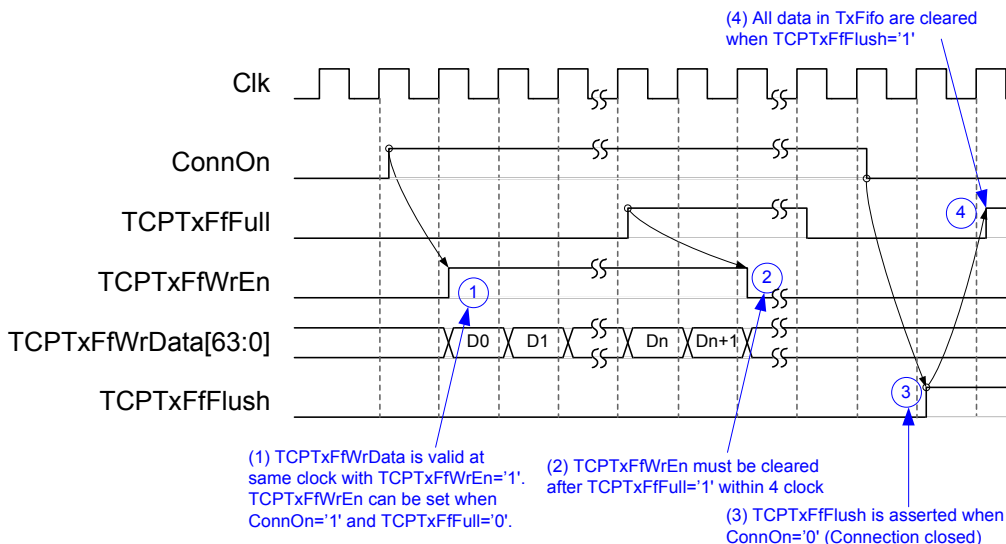 (4) All data in TxFifo are cleared
when TCPTxFfFlush='1'
Clk
ConnOn
TCPTxFfFull
4
TCPTxFfWrEn
1
2
TCPTxFfWrData[63:0]
D0
D1
Dn
Dn+1
TCPTxFfFlush
3
(1) TCPTxFfWrData is valid at
same clock with TCPTxFfWrEn='1'.
TCPTxFfWrEn can be set when
ConnOn='1' and TCPTxFfFull='0'.
(2) TCPTxFfWrEn must be cleared
after TCPTxFfFull='1' within 4 clock
(3) TCPTxFfFlush is asserted when
ConnOn='0' (Connection closed)